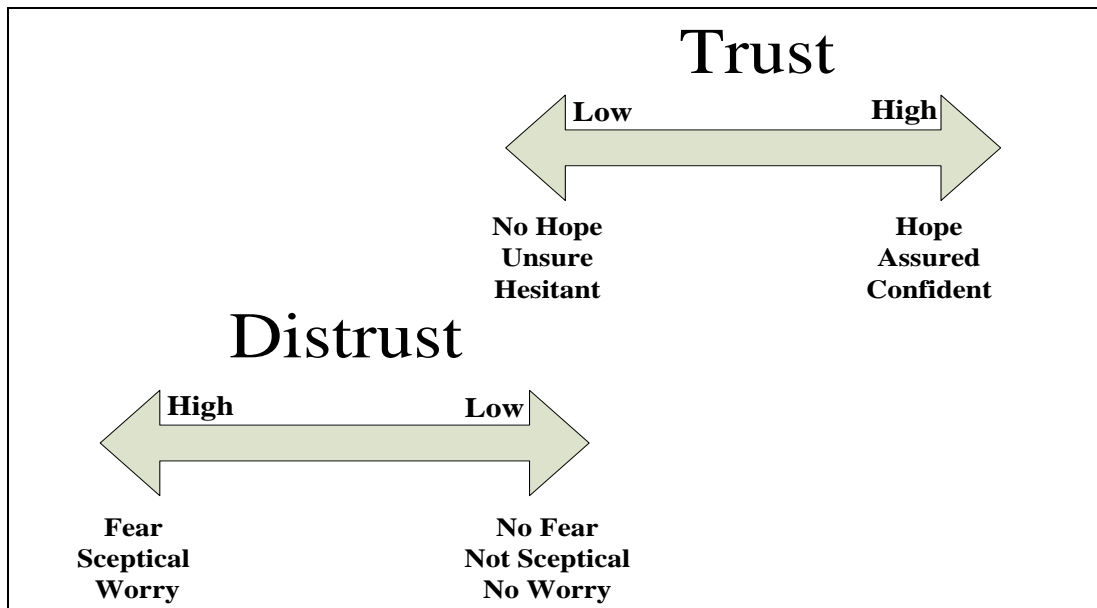 Trust
Low
High
No Hope
Unsure
Hesitant
Hope
Assured
Confident
Distrust
High
Low
Fear
Sceptical
Worry
No Fear
Not Sceptical
No Worry